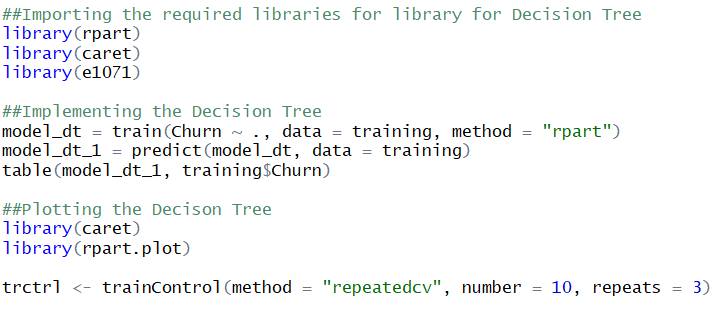 ##Importing the required libraries for library for Decision Tree
library(rpart)
library(caret)
library(e1071)
##Implementing the Decision Tree
model_dt = train(Churn ~ ., data = training, method = "rpart")
model_dt_1 = predict(model_dt, data = training)
table(model_dt_1, training$Churn)
##Plotting the Decison Tree
library(caret)
library(rpart.plot)
trctrl <- trainControl(method = "repeatedcv", number = 10, repeats = 3)